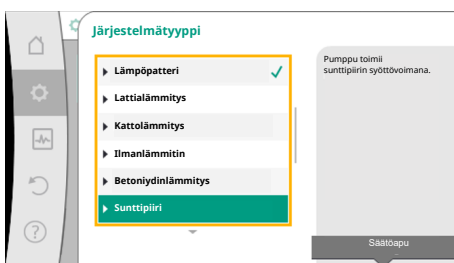 Järjestelmätyyppi
Lämpöpatteri
Lattialämmitys
Kattolämmitys
Ilmanlämmitin
Betoniydinlämmitys
Sunttipiiri
Pumppu toimii
sunttipiirin syöttövoimana.
Säätöapu